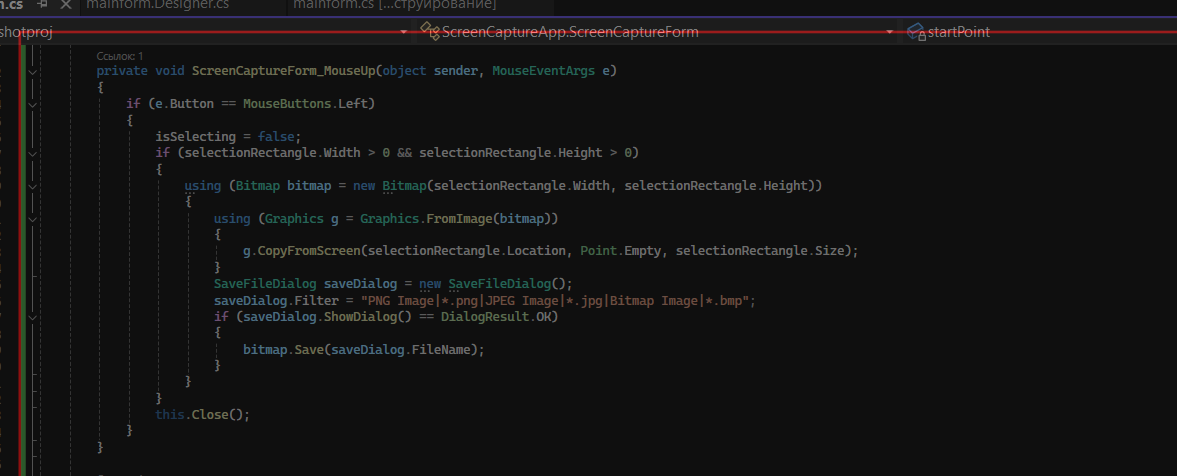 mainform.Designer.cs
mainform.cs [...струирование]
shotproj
ScreenCaptureApp.ScreenCaptureForm
startPoint
Ссылок: 1
private void ScreenCaptureForm_MouseUp(object sender, MouseEventArgs e)
{
if (e.Button == MouseButtons.Left)
{
isSelecting = false;
if (selectionRectangle.Width > 0 && selectionRectangle.Height > 0)
{
using (Bitmap bitmap = new Bitmap(selectionRectangle.Width, selectionRectangle.Height))
{
using (Graphics g = Graphics.FromImage(bitmap))
{
g.CopyFromScreen(selectionRectangle.Location, Point.Empty, selectionRectangle.Size);
}
SaveFileDialog saveDialog = new SaveFileDialog();
saveDialog.Filter = "PNG Image|*.png|JPEG Image|*.jpg|Bitmap Image|*.bmp";
if (saveDialog.ShowDialog() == DialogResult.OK)
{
bitmap.Save(saveDialog.FileName);
}
}
}
this.Close();
}
}